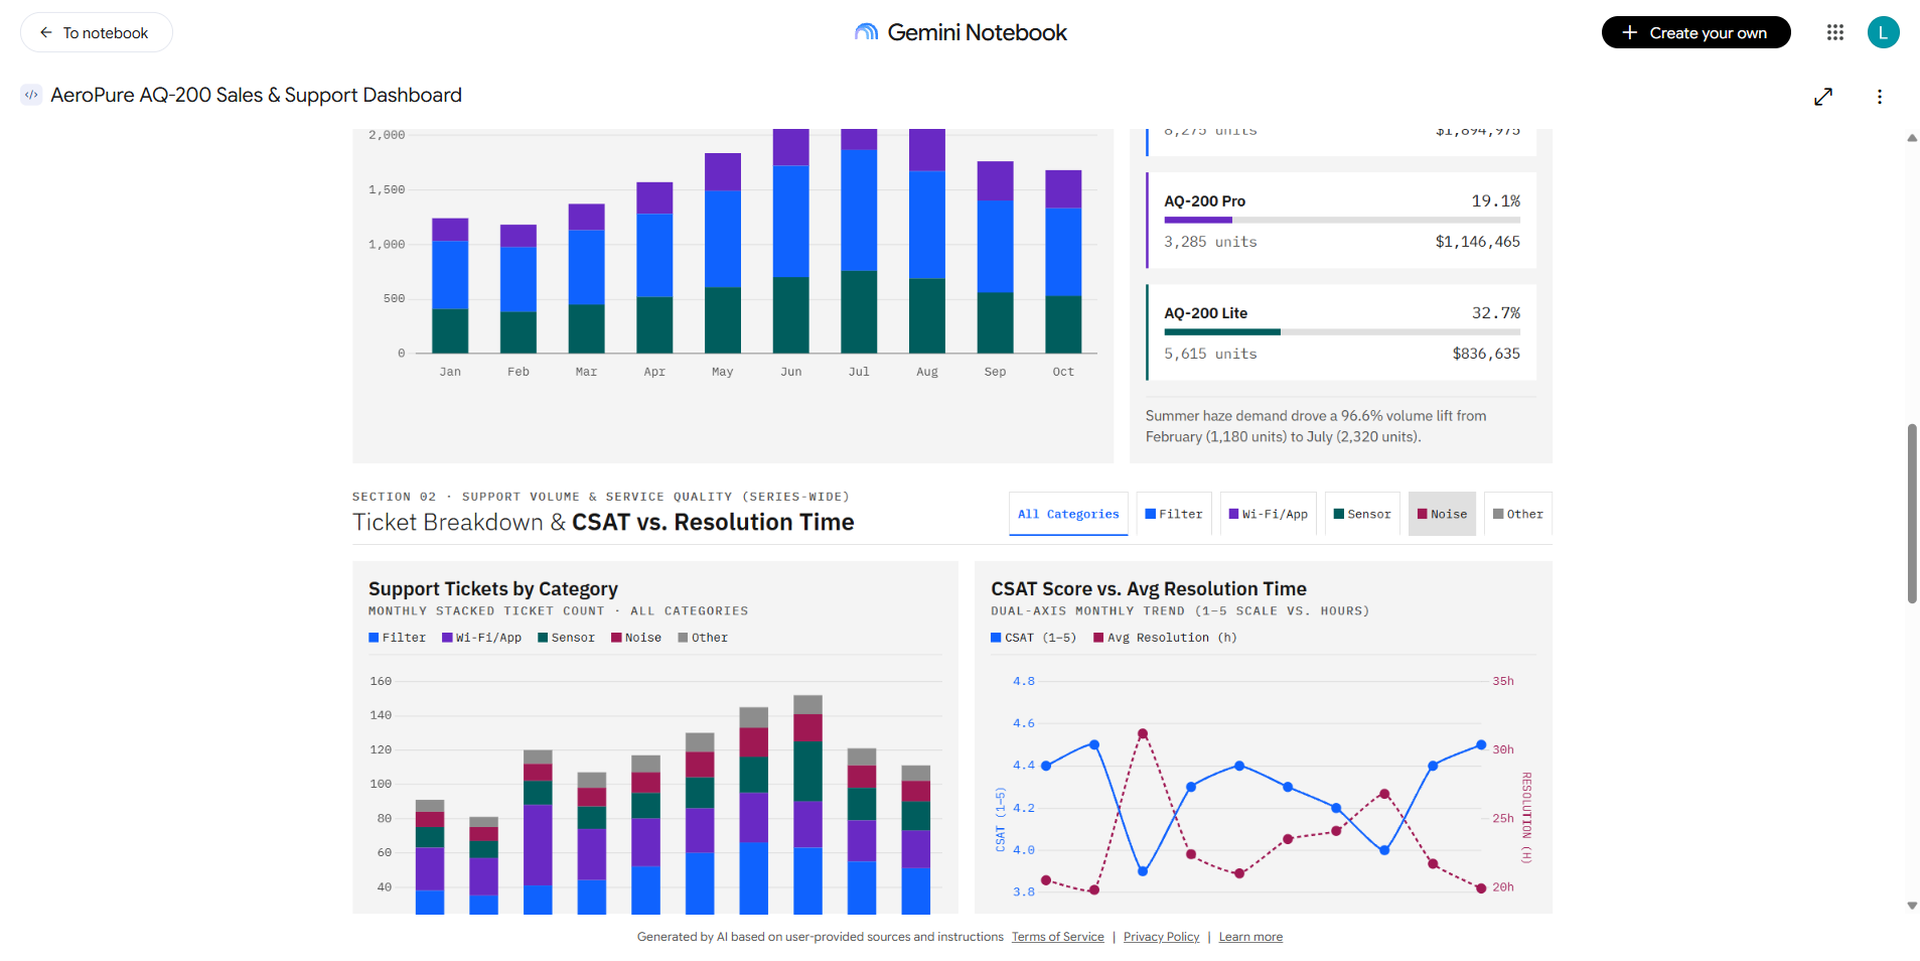 To notebook
Gemini Notebook
Create your own
L
AeroPure AQ-200 Sales & Support Dashboard
2,000
1,500
1,000
500
0
Jan Feb Mar Apr May Jun Jul Aug Sep Oct
8,275 units $1,894,975
AQ-200 Pro 19.1%
3,285 units $1,146,465
AQ-200 Lite 32.7%
5,615 units $836,635
Summer haze demand drove a 96.6% volume lift from
February (1,180 units) to July (2,320 units).
SECTION 02 · SUPPORT VOLUME & SERVICE QUALITY (SERIES-WIDE)
Ticket Breakdown & CSAT vs. Resolution Time
All Categories Filter Wi-Fi/App Sensor Noise Other
Support Tickets by Category
MONTHLY STACKED TICKET COUNT · ALL CATEGORIES
Filter Wi-Fi/App Sensor Noise Other
160
140
120
100
80
60
40
CSAT Score vs. Avg Resolution Time
DUAL-AXIS MONTHLY TREND (1–5 SCALE VS. HOURS)
CSAT (1–5) Avg Resolution (h)
4.8 35h
4.6
4.4 30h
4.2 25h
4.0
3.8 20h
CSAT (1–5)
RESOLUTION (H)
Generated by AI based on user-provided sources and instructions Terms of Service | Privacy Policy | Learn more